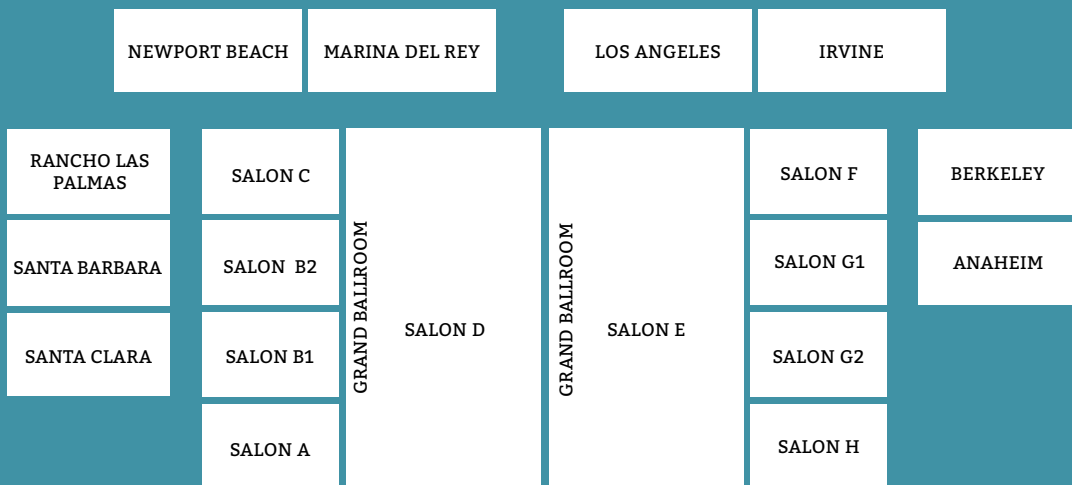 NEWPORT BEACH
MARINA DEL REY
LOS ANGELES
IRVINE
RANCHO LAS
PALMAS
SALON C
SALON F
BERKELEY
SANTA BARBARA
SALON B2
SALON G1
ANAHEIM
GRAND BALLROOM
SALON D
GRAND BALLROOM
SALON E
SANTA CLARA
SALON B1
SALON G2
SALON A
SALON H